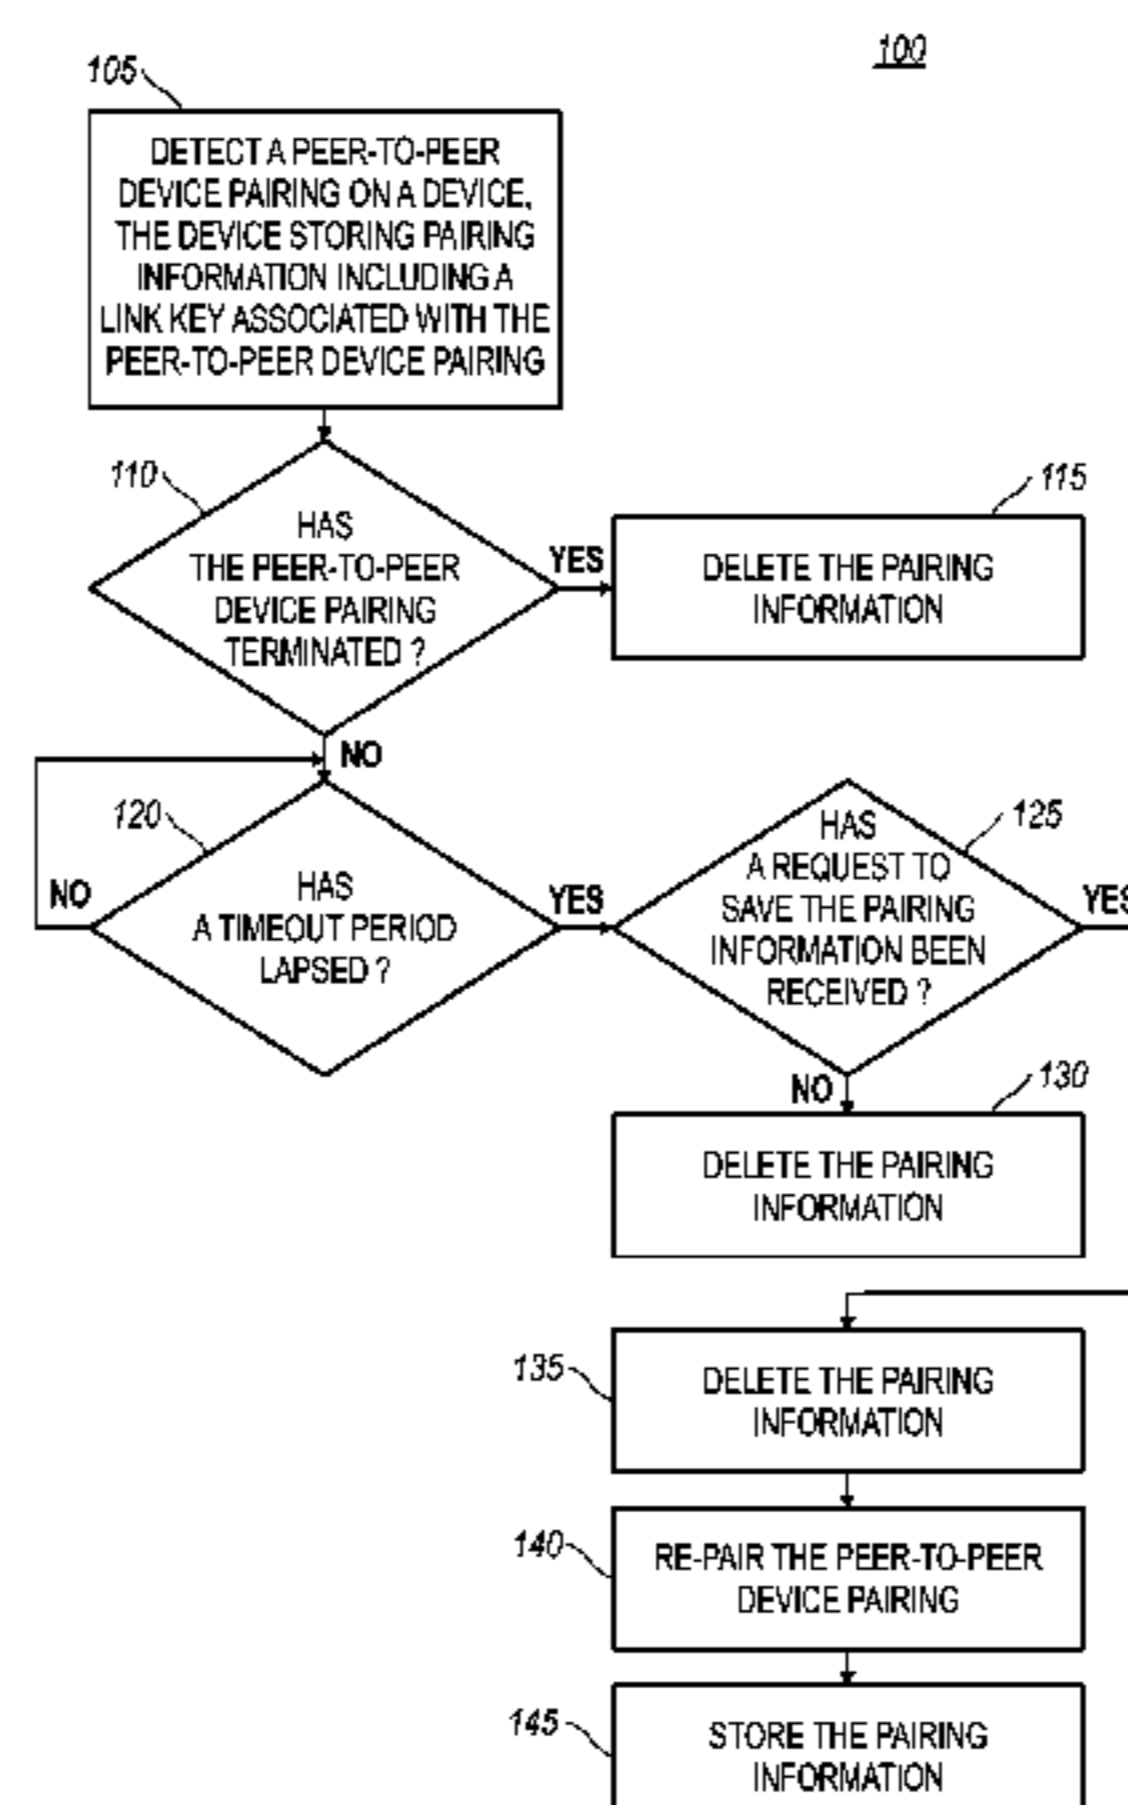 100
105
DETECT A PEER-TO-PEER
DEVICE PAIRING ON A DEVICE,
THE DEVICE STORING PAIRING
INFORMATION INCLUDING A
LINK KEY ASSOCIATED WITH THE
PEER-TO-PEER DEVICE PAIRING
110
HAS
THE PEER-TO-PEER
DEVICE PAIRING
TERMINATED ?
YES
115
DELETE THE PAIRING
INFORMATION
NO
120
HAS
A TIMEOUT PERIOD
LAPSED ?
NO
YES
125
HAS
A REQUEST TO
SAVE THE PAIRING
INFORMATION BEEN
RECEIVED ?
YES
NO
130
DELETE THE PAIRING
INFORMATION
135
DELETE THE PAIRING
INFORMATION
140
RE-PAIR THE PEER-TO-PEER
DEVICE PAIRING
145
STORE THE PAIRING
INFORMATION